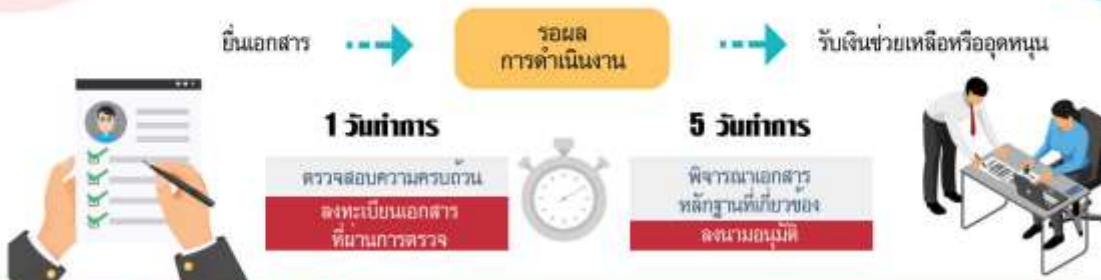 ยื่นเอกสาร
รอผล
การดำเนินงาน
รับเงินช่วยเหลือหรืออุดหนุน
1 วันทำการ
ตรวจสอบความครบถ้วน
ลงทะเบียนเอกสาร
ที่ผ่านการตรวจ
5 วันทำการ
พิจารณาเอกสาร
หลักฐานที่เกี่ยวข้อง
ลงนามอนุมัติ